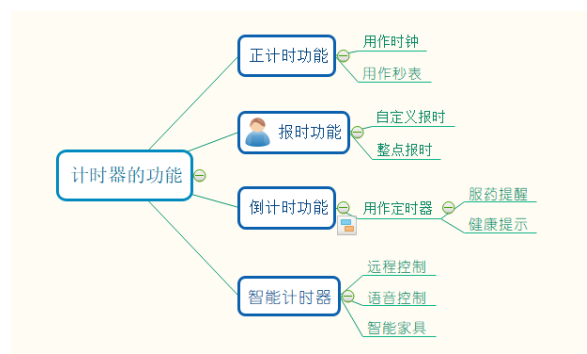 计时器的功能
正计时功能
用作时钟
用作秒表
报时功能
自定义报时
整点报时
倒计时功能
用作定时器
服药提醒
健康提示
智能计时器
远程控制
语音控制
智能家具